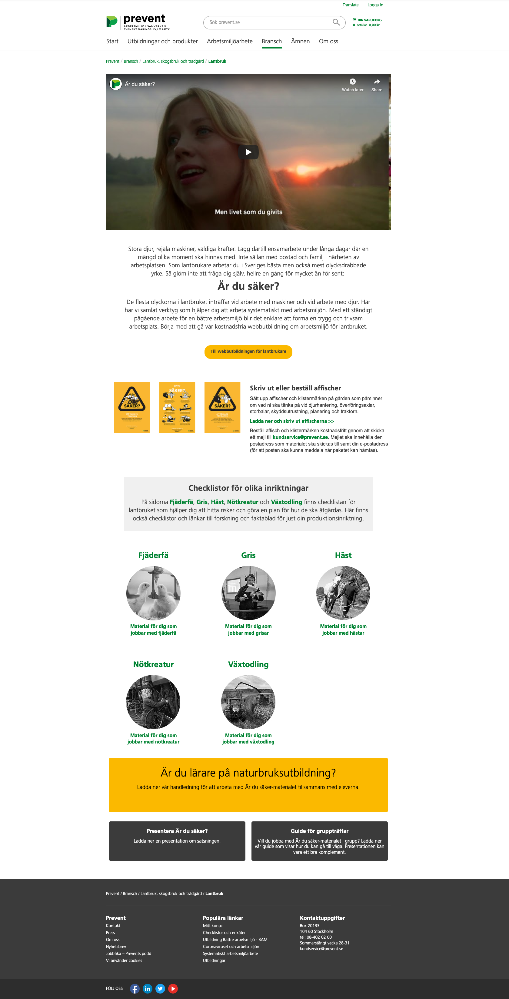 Translate Logga in
prevent
ARBETSMILJÖ I SAMVERKAN
SVENSKT NÄRINGSLIV, LO & PTK
Sök prevent.se
DIN VARUKORG
0 Artiklar 0,00 kr
Start Utbildningar och produkter Arbetsmiljöarbete Bransch Ämnen Om oss
Prevent / Bransch / Lantbruk, skogsbruk och trädgård / Lantbruk
Är du säker?
Watch later Share
Men livet som du givits
Stora djur, rejäla maskiner, väldiga krafter. Lägg därtill ensamarbete under långa dagar där en
mängd olika moment ska hinnas med. Inte sällan med bostad och familj i närheten av
arbetsplatsen. Som lantbrukare arbetar du i Sveriges bästa men också mest olycksdrabbade
yrke. Så glöm inte att fråga dig själv, hellre en gång för mycket än för sent:
Är du säker?
De flesta olyckorna i lantbruket inträffar vid arbete med maskiner och vid arbete med djur. Här
har vi samlat verktyg som hjälper dig att arbeta systematiskt med arbetsmiljön. Med ett ständigt
pågående arbete för en bättre arbetsmiljö blir det enklare att forma en trygg och trivsam
arbetsplats. Börja med att gå vår kostnadsfria webbutbildning om arbetsmiljö för lantbruket.
Till webbutbildningen för lantbrukare
ÄR DU
SÄKER?
ATT TÄNKA PÅ
I TRAKTORN
ÄR DU
SÄKER?
ÄR DU
SÄKER?
ATT TÄNKA PÅ
MED DJUREN
Skriv ut eller beställ affischer
Sätt upp affischer och klistermärken på gården som påminner
om vad ni ska tänka på vid djurhantering, överföringsaxlar,
storbalar, skyddsutrustning, planering och traktorn.
Ladda ner och skriv ut affischerna >>
Beställ affisch och klistermärken kostnadsfritt genom att skicka
ett mejl till kundservice@prevent.se. Mejlet ska innehålla den
postadress som materialet ska skickas till samt din e-postadress
(för att posten ska kunna meddela när paketet kan hämtas).
Checklistor för olika inriktningar
På sidorna Fjäderfä, Gris, Häst, Nötkreatur och Växtodling finns checklistan för
lantbruket som hjälper dig att hitta risker och göra en plan för hur de ska åtgärdas. Här finns
också checklistor och länkar till forskning och faktablad för just din produktionsinriktning.
Fjäderfä
Material för dig som
jobbar med fjäderfä
Gris
Material för dig som
jobbar med grisar
Häst
Material för dig som
jobbar med hästar
Nötkreatur
Material för dig som
jobbar med nötkreatur
Växtodling
Material för dig som
jobbar med växtodling
Är du lärare på naturbruksutbildning?
Ladda ner vår handledning för att arbeta med Är du säker-materialet tillsammans med eleverna.
Presentera Är du säker?
Ladda ner en presentation om satsningen.
Guide för gruppträffar
Vill du jobba med Är du säker-materialet i grupp? Ladda ner
vår guide som visar hur du kan gå till väga. Presentationen kan
vara ett bra komplement.
Prevent / Bransch / Lantbruk, skogsbruk och trädgård / Lantbruk
Prevent
Kontakt
Press
Om oss
Nyhetsbrev
Jobbfika – Prevents podd
Vi använder cookies
Populära länkar
Mitt konto
Checklistor och enkäter
Utbildning Bättre arbetsmiljö - BAM
Coronaviruset och arbetsmiljön
Systematiskt arbetsmiljöarbete
Utbildningar
Kontaktuppgifter
Box 20133
104 60 Stockholm
tel: 08-402 02 00
Sommarstängt vecka 28-31
kundservice@prevent.se
FÖLJ OSS